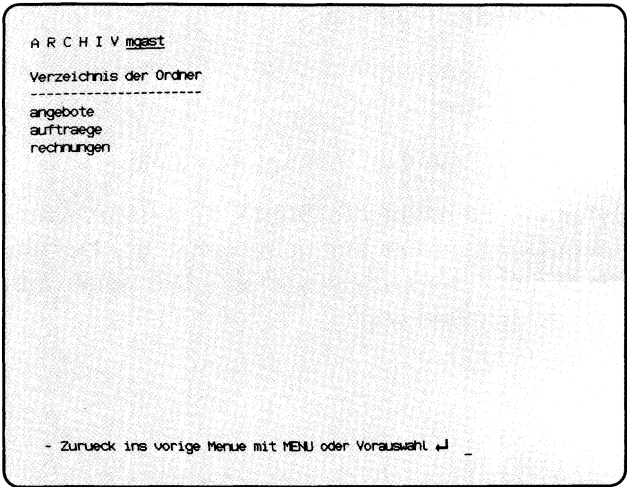 A R C H I V mgast
Verzeichnis der Ordner
----------------------
angebote
auftraege
rechnungen
- Zurueck ins vorige Menue mit MENU oder Vorauswahl ↵ _